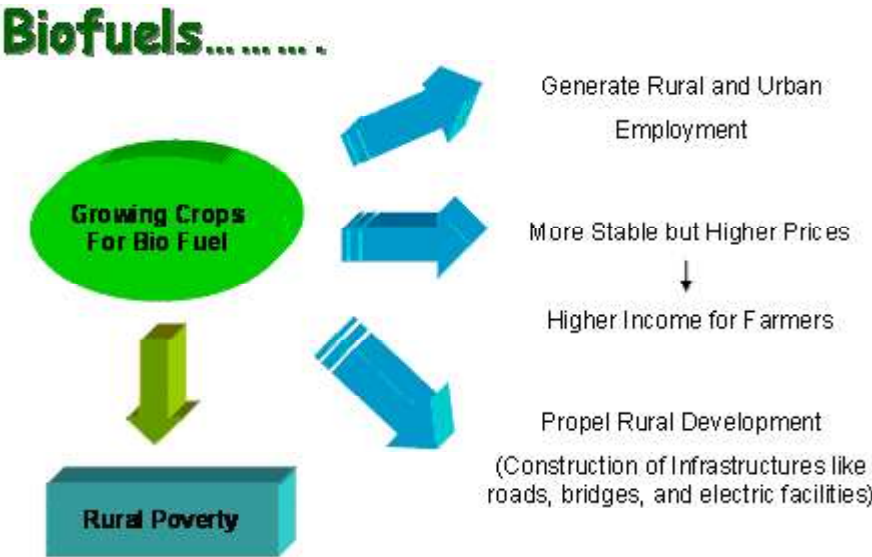 Biofuels..........
Growing Crops
For Bio Fuel
Rural Poverty
Generate Rural and Urban
Employment
More Stable but Higher Prices
Higher Income for Farmers
Propel Rural Development
(Construction of Infrastructures like
roads, bridges, and electric facilities)